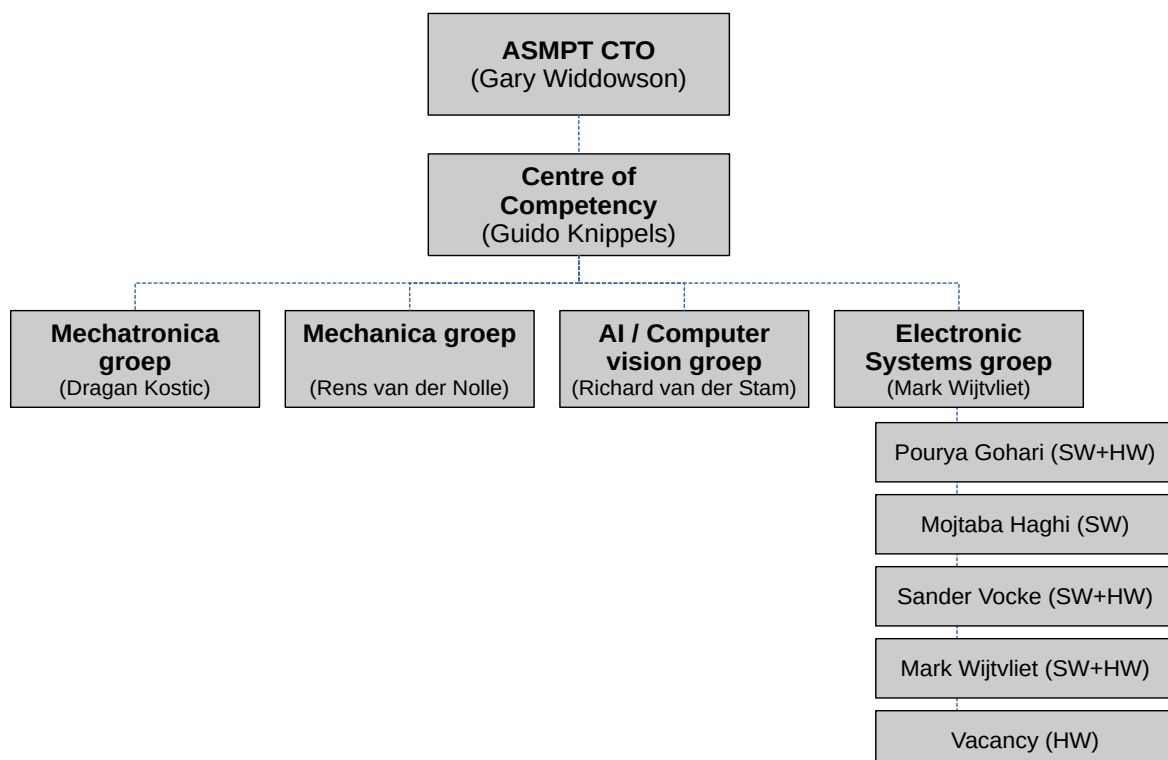 ASMPT CTO
(Gary Widdowson)
Centre of
Competency
(Guido Knippels)
Mechatronica
groep
(Dragan Kostic)
Mechanica groep
(Rens van der Nolle)
AI / Computer
vision groep
(Richard van der Stam)
Electronic
Systems groep
(Mark Wijtvliet)
Pourya Gohari (SW+HW)
Mojtaba Haghi (SW)
Sander Vocke (SW+HW)
Mark Wijtvliet (SW+HW)
Vacancy (HW)